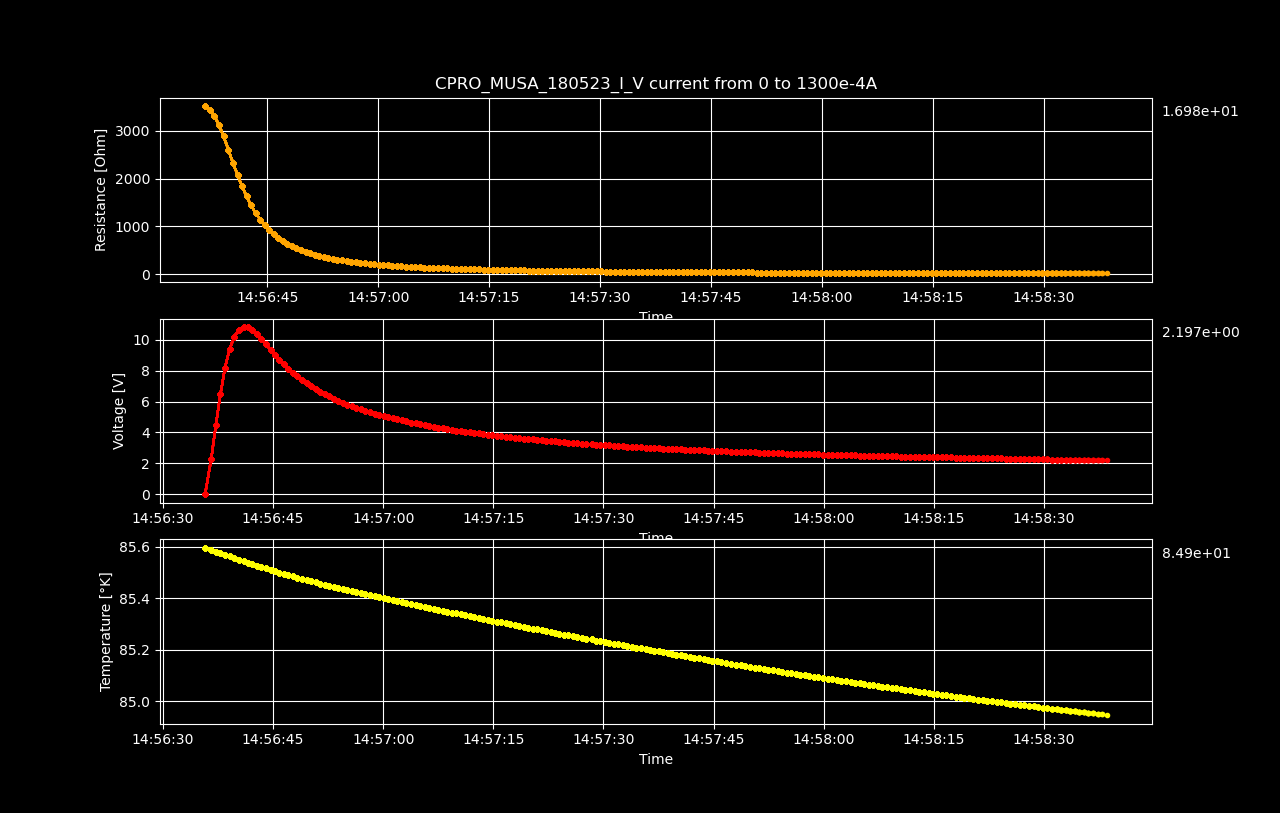 CPRO_MUSA_180523_I_V current from 0 to 1300e-4A
1.698e+01
Resistance [Ohm]
3000
2000
1000
0
14:56:45 14:57:00 14:57:15 14:57:30 14:57:45 14:58:00 14:58:15 14:58:30
Time
2.197e+00
Voltage [V]
10
8
6
4
2
0
14:56:30 14:56:45 14:57:00 14:57:15 14:57:30 14:57:45 14:58:00 14:58:15 14:58:30
Time
8.49e+01
Temperature [°K]
85.6
85.4
85.2
85.0
14:56:30 14:56:45 14:57:00 14:57:15 14:57:30 14:57:45 14:58:00 14:58:15 14:58:30
Time